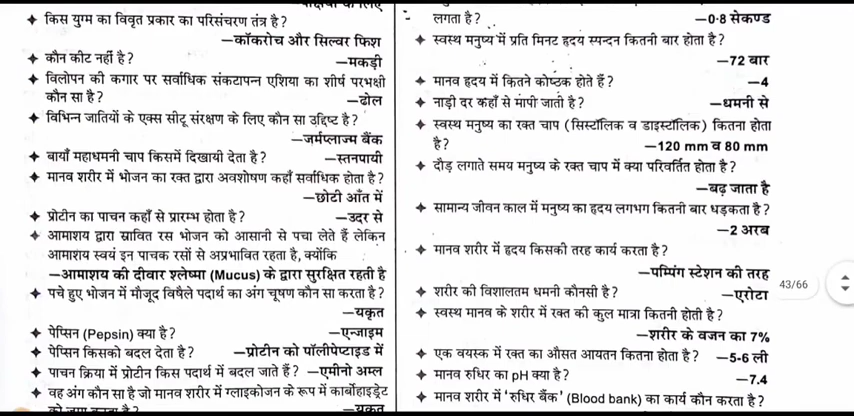 ✦ किस युग्म का विवृत प्रकार का परिसंचरण तंत्र है?
—कॉकरोच और सिल्वर फिश
✦ कौन कीट नहीं है? —मकड़ी
✦ विलोपन की कगार पर सर्वाधिक संकटापन्न एशिया का शीर्ष परभक्षी
कौन सा है? —ढोल
✦ विभिन्न जातियों के एक्स सीटू संरक्षण के लिए कौन सा उद्दिष्ट है?
—जर्मप्लाज्म बैंक
✦ बायाँ महाधमनी चाप किसमें दिखायी देता है? —स्तनपायी
✦ मानव शरीर में भोजन का रक्त द्वारा अवशोषण कहाँ सर्वाधिक होता है?
—छोटी आँत में
✦ प्रोटीन का पाचन कहाँ से प्रारम्भ होता है? —उदर से
✦ आमाशय द्वारा स्रावित रस भोजन को आसानी से पचा लेते हैं लेकिन
आमाशय स्वयं इन पाचक रसों से अप्रभावित रहता है, क्योंकि
—आमाशय की दीवार श्लेष्मा (Mucus) के द्वारा सुरक्षित रहती है
✦ पचे हुए भोजन में मौजूद विषैले पदार्थ का अंग चूषण कौन सा करता है?
—यकृत
✦ पेप्सिन (Pepsin) क्या है? —एन्जाइम
✦ पेप्सिन किसको बदल देता है? —प्रोटीन को पॉलीपेप्टाइड में
✦ पाचन क्रिया में प्रोटीन किस पदार्थ में बदल जाते हैं? —एमीनो अम्ल
✦ वह अंग कौन सा है जो मानव शरीर में ग्लाइकोजन के रूप में कार्बोहाइड्रेट
को जमा करता है? —यकृत
लगता है? —0·8 सेकण्ड
✦ स्वस्थ मनुष्य में प्रति मिनट हृदय स्पन्दन कितनी बार होता है?
—72 बार
✦ मानव हृदय में कितने कोष्ठक होते हैं? —4
✦ नाड़ी दर कहाँ से मापी जाती है? —धमनी से
✦ स्वस्थ मनुष्य का रक्त चाप (सिस्टॉलिक व डाइस्टॉलिक) कितना होता
है? —120 mm व 80 mm
✦ दौड़ लगाते समय मनुष्य के रक्त चाप में क्या परिवर्तित होता है?
—बढ़ जाता है
✦ सामान्य जीवन काल में मनुष्य का हृदय लगभग कितनी बार धड़कता है?
—2 अरब
✦ मानव शरीर में हृदय किसकी तरह कार्य करता है?
—पम्पिंग स्टेशन की तरह
✦ शरीर की विशालतम धमनी कौनसी है? —एरोटा
✦ स्वस्थ मानव के शरीर में रक्त की कुल मात्रा कितनी होती है?
—शरीर के वजन का 7%
✦ एक वयस्क में रक्त का औसत आयतन कितना होता है? —5-6 ली
✦ मानव रुधिर का pH क्या है? —7.4
✦ मानव शरीर में 'रुधिर बैंक' (Blood bank) का कार्य कौन करता है?
43/66